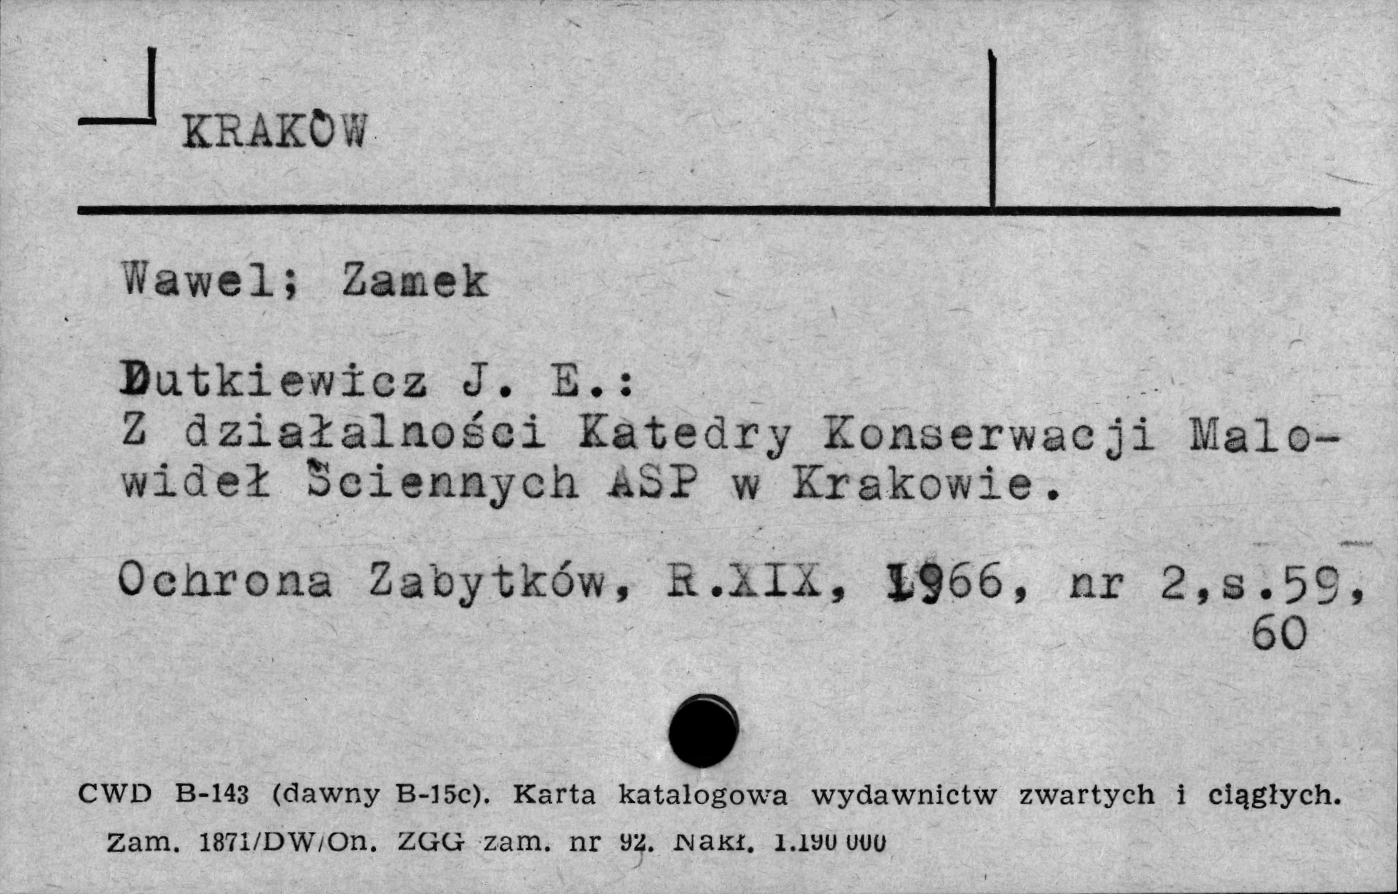 KRAKÓW
Wawel; Zamek
Dutkiewicz J. E.:
Z działalności Katedry Konserwacji Malo-
wideł Ściennych ASP w Krakowie.
Ochrona Zabytków, R.XIX, 1966, nr 2,s.59,
60
CWD B-143 (dawny B-15c). Karta katalogowa wydawnictw zwartych i ciągłych.
Zam. 1871/DW/On. ZGG zam. nr 92. Nakł. 1.190 000